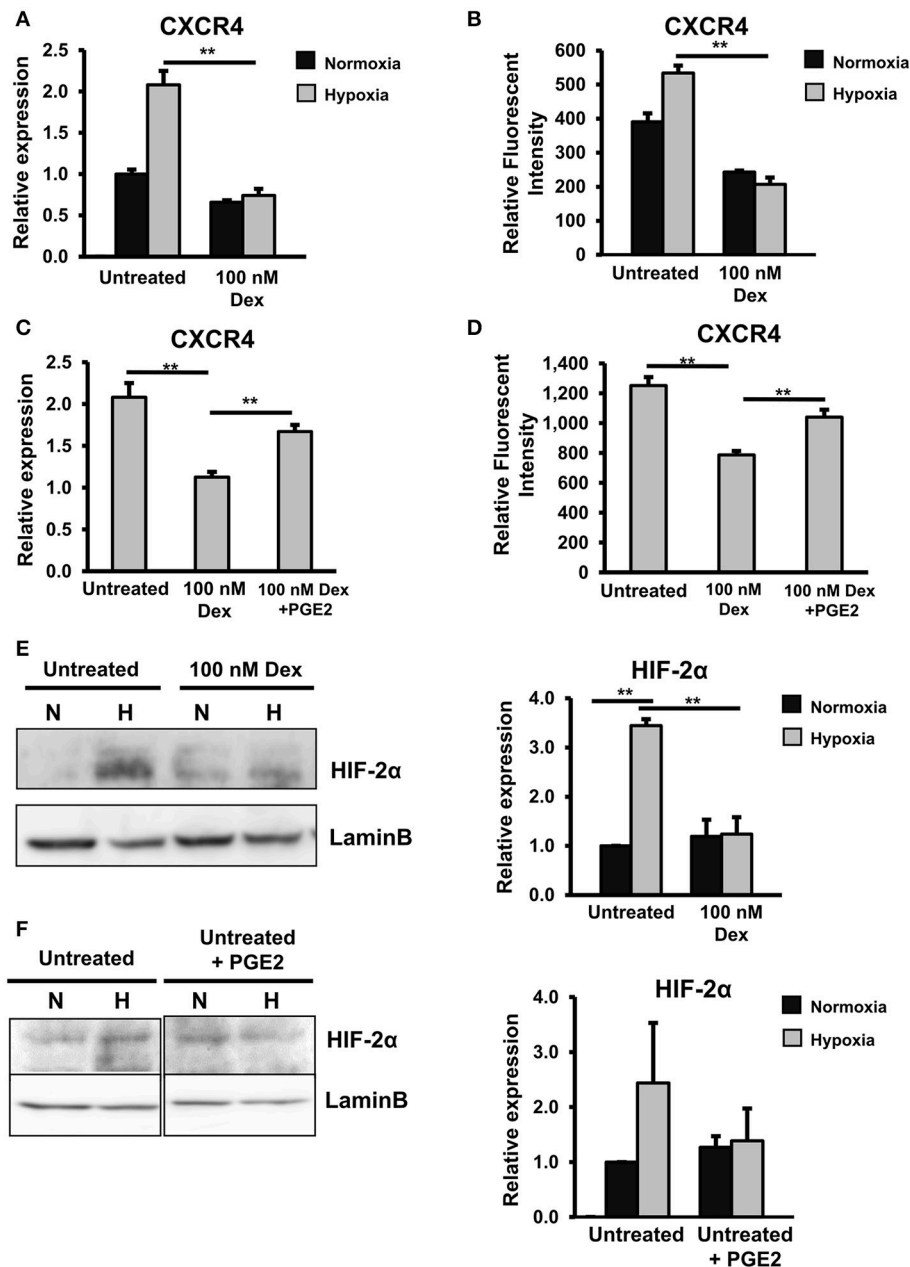 A
CXCR4
Relative expression
2.5
2.0
1.5
1.0
0.5
0.0
**
Normoxia
Hypoxia
Untreated
100 nM
Dex
B
CXCR4
Relative Fluorescent
Intensity
600
500
400
300
200
100
0
**
Normoxia
Hypoxia
Untreated
100 nM
Dex
C
CXCR4
Relative expression
2.5
2.0
1.5
1.0
0.5
0.0
**
**
Untreated
100 nM
Dex
100 nM Dex
+PGE2
D
CXCR4
Relative Fluorescent
Intensity
1,400
1,200
1,000
800
600
400
200
0
**
**
Untreated
100 nM
Dex
100 nM Dex
+PGE2
E
Untreated
100 nM Dex
N
H
N
H
HIF-2α
LaminB
HIF-2α
Relative expression
4.0
3.0
2.0
1.0
0.0
**
**
Normoxia
Hypoxia
Untreated
100 nM
Dex
F
Untreated
Untreated
+ PGE2
N
H
N
H
HIF-2α
LaminB
HIF-2α
Relative expression
4.0
3.0
2.0
1.0
0.0
Normoxia
Hypoxia
Untreated
Untreated
+ PGE2